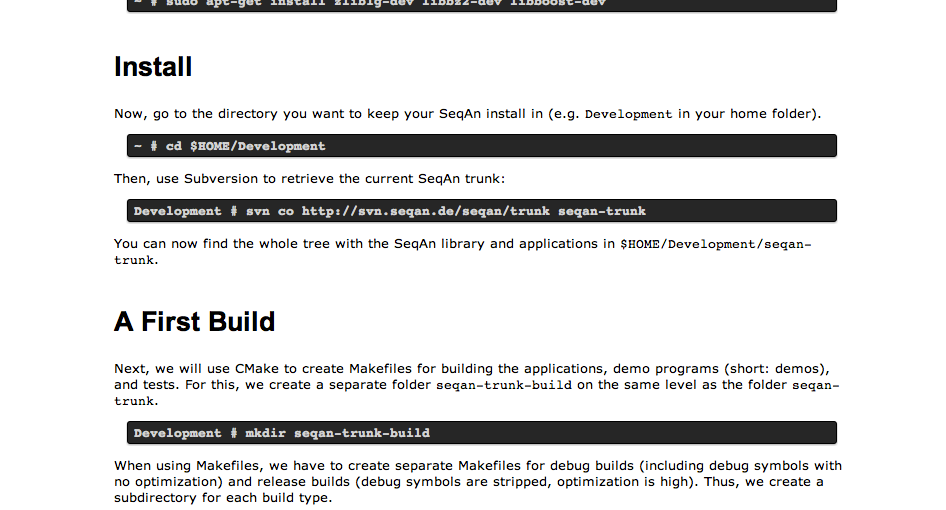 ~ # sudo apt-get install zlib1g-dev libbz2-dev libboost-dev
Install
Now, go to the directory you want to keep your SeqAn install in (e.g. Development in your home folder).
~ # cd $HOME/Development
Then, use Subversion to retrieve the current SeqAn trunk:
Development # svn co http://svn.seqan.de/seqan/trunk seqan-trunk
You can now find the whole tree with the SeqAn library and applications in $HOME/Development/seqan-
trunk.
A First Build
Next, we will use CMake to create Makefiles for building the applications, demo programs (short: demos),
and tests. For this, we create a separate folder seqan-trunk-build on the same level as the folder seqan-
trunk.
Development # mkdir seqan-trunk-build
When using Makefiles, we have to create separate Makefiles for debug builds (including debug symbols with
no optimization) and release builds (debug symbols are stripped, optimization is high). Thus, we create a
subdirectory for each build type.